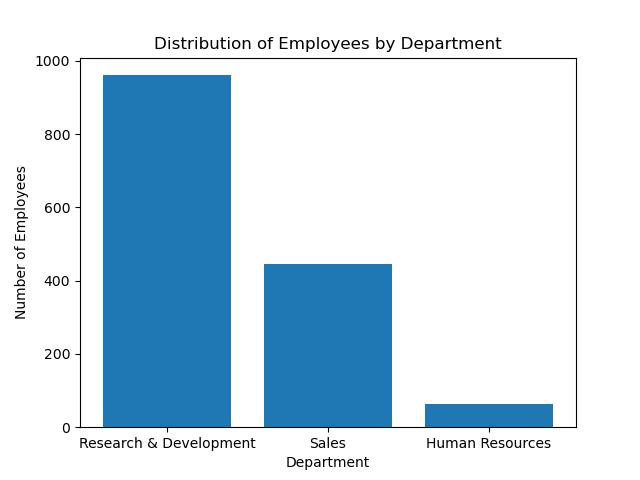 Distribution of Employees by Department
1000
800
600
400
200
0
Number of Employees
Research & Development
Sales
Human Resources
Department